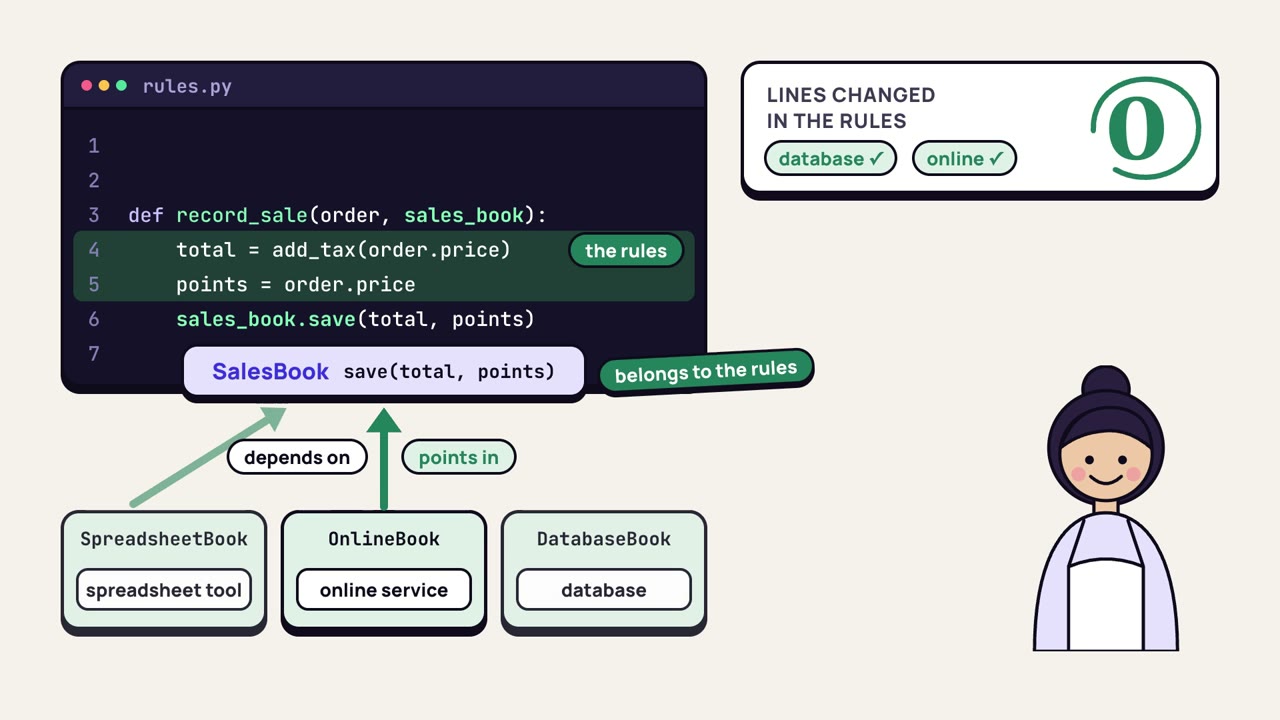 rules.py
1
2
3 def record_sale(order, sales_book):
4 total = add_tax(order.price)
the rules
5 points = order.price
6 sales_book.save(total, points)
7
SalesBook save(total, points)
belongs to the rules
LINES CHANGED
IN THE RULES
database ✓ online ✓
0
depends on
points in
SpreadsheetBook
spreadsheet tool
OnlineBook
online service
DatabaseBook
database